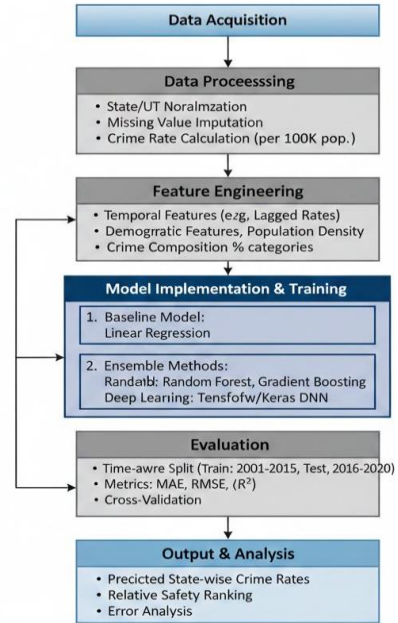 Data Acquisition
Data Proceesssing
• State/UT Noralmzation
• Missing Value Imputation
• Crime Rate Calculation (per 100K pop.)
Feature Engineering
• Temporal Features (ezg, Lagged Rates)
• Demogrratic Features, Population Density
• Crime Composition % categories
Model Implementation & Training
1. Baseline Model:
Linear Regression
2. Ensemble Methods:
Random Forest, Gradient Boosting
Deep Learning: Tensfofw/Keras DNN
Evaluation
• Time-awre Split (Train: 2001-2015, Test, 2016-2020)
• Metrics: MAE, RMSE, (R²)
• Cross-Validation
Output & Analysis
• Precicted State-wise Crime Rates
• Relative Safety Ranking
• Error Analysis